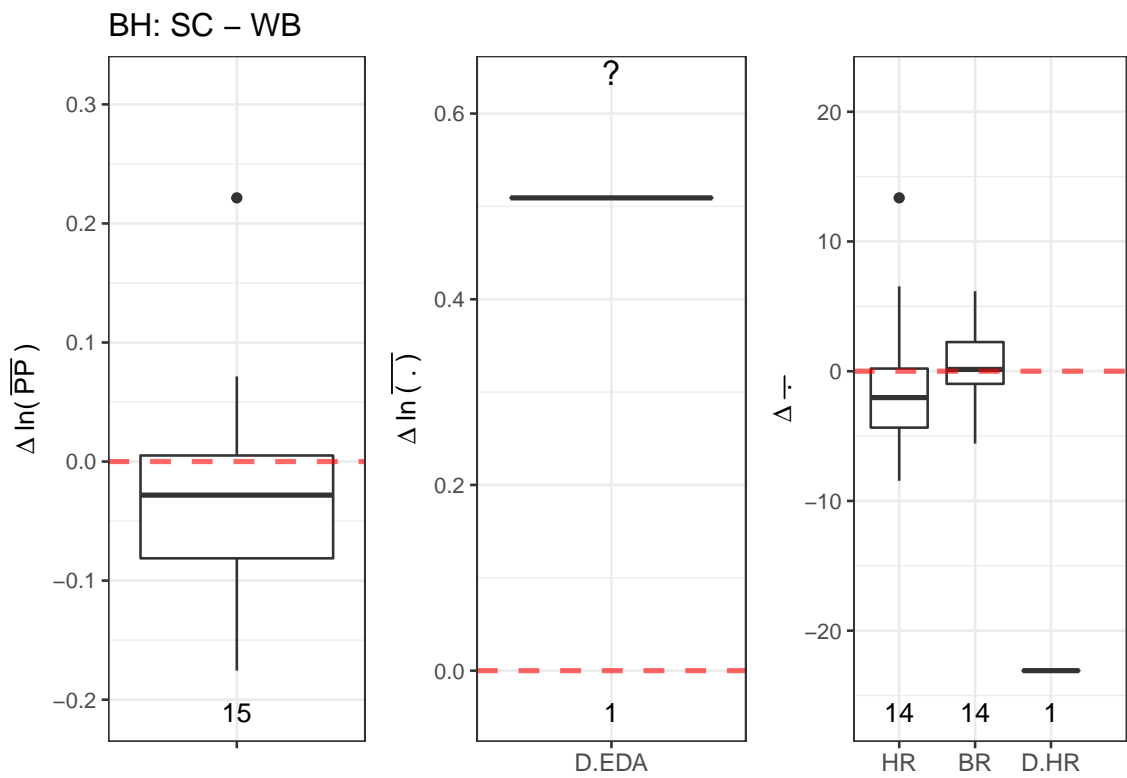 BH: SC − WB
Δ ln( PP )
0.3
0.2
0.1
0.0
−0.1
−0.2
15
Δ ln ( . )
?
0.6
0.4
0.2
0.0
1
D.EDA
Δ .
20
10
0
−10
−20
14 14 1
HR BR D.HR